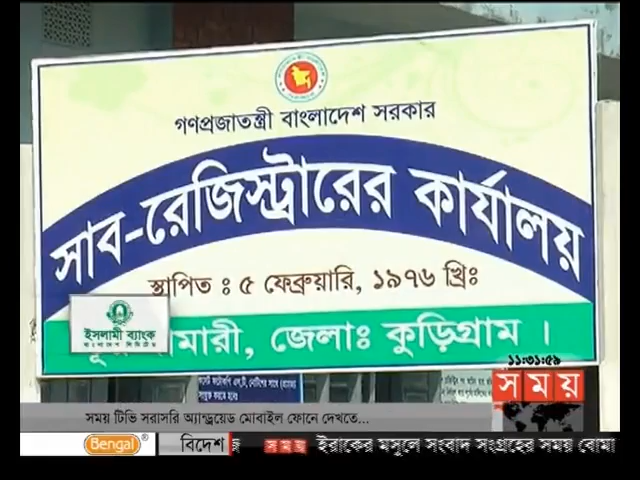 গণপ্রজাতন্ত্রী বাংলাদেশ সরকার
সাব-রেজিস্ট্রারের কার্যালয়
স্থাপিত : ৫ ফেব্রুয়ারি, ১৯৭৬ খ্রিঃ
মারী, জেলাঃ কুড়িগ্রাম ।
ইসলামী ব্যাংক
বাংলাদেশ লিমিটেড
১১:৩১:৫৯
সময়
সময় টিভি সরাসরি অ্যান্ড্রয়েড মোবাইল ফোনে দেখতে...
Bengal ® বিদেশ সময় ইরাকের মসুলে সংবাদ সংগ্রহের সময় বোমা